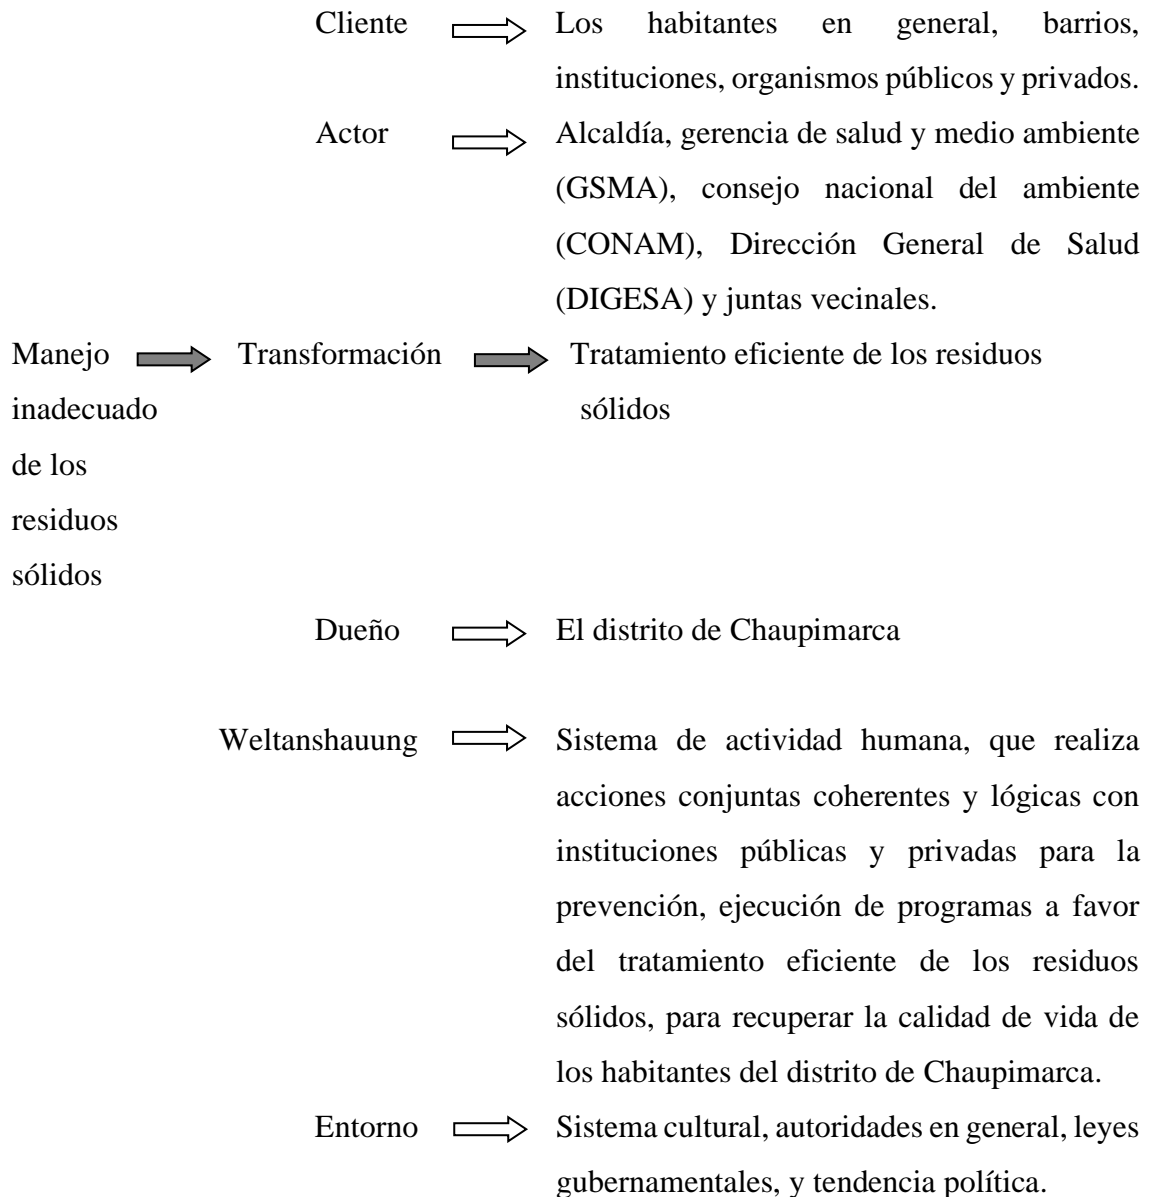 Cliente Los habitantes en general, barrios,
instituciones, organismos públicos y privados.
Actor Alcaldía, gerencia de salud y medio ambiente
(GSMA), consejo nacional del ambiente
(CONAM), Dirección General de Salud
(DIGESA) y juntas vecinales.
Manejo Transformación Tratamiento eficiente de los residuos
inadecuado sólidos
de los
residuos
sólidos
Dueño El distrito de Chaupimarca
Weltanshauung Sistema de actividad humana, que realiza
acciones conjuntas coherentes y lógicas con
instituciones públicas y privadas para la
prevención, ejecución de programas a favor
del tratamiento eficiente de los residuos
sólidos, para recuperar la calidad de vida de
los habitantes del distrito de Chaupimarca.
Entorno Sistema cultural, autoridades en general, leyes
gubernamentales, y tendencia política.